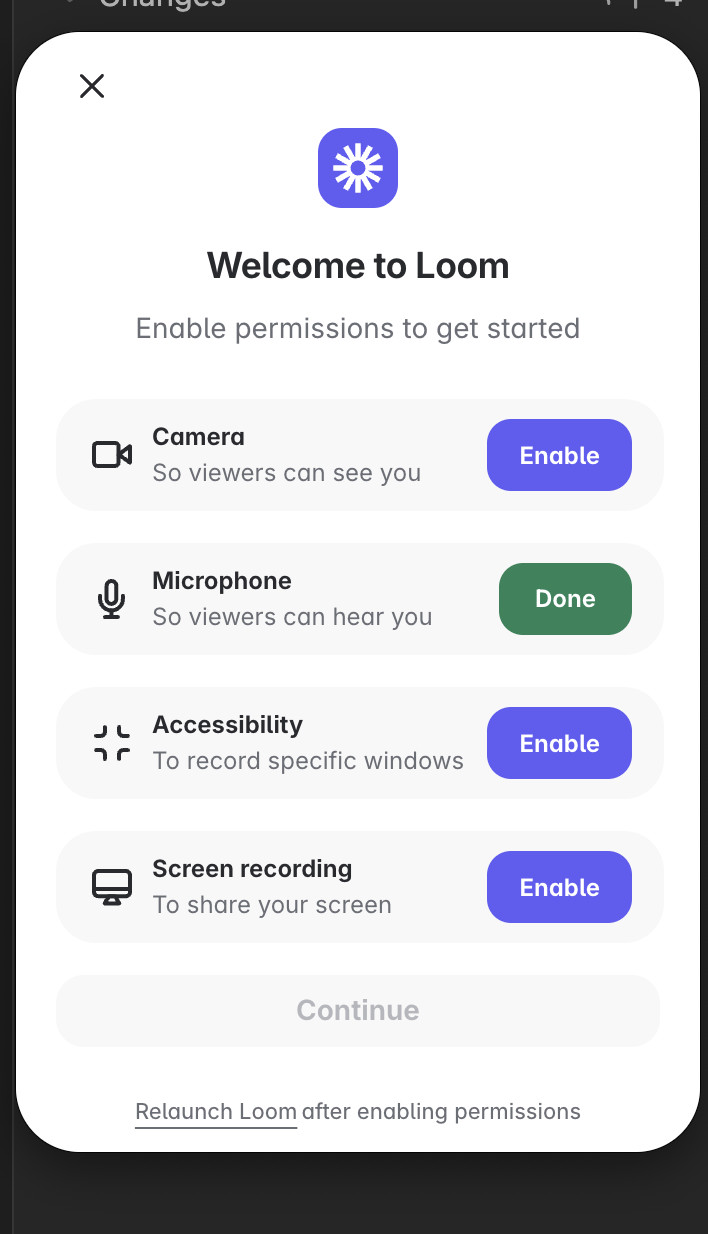 Changes
Welcome to Loom
Enable permissions to get started
Camera
So viewers can see you
Enable
Microphone
So viewers can hear you
Done
Accessibility
To record specific windows
Enable
Screen recording
To share your screen
Enable
Continue
Relaunch Loom after enabling permissions